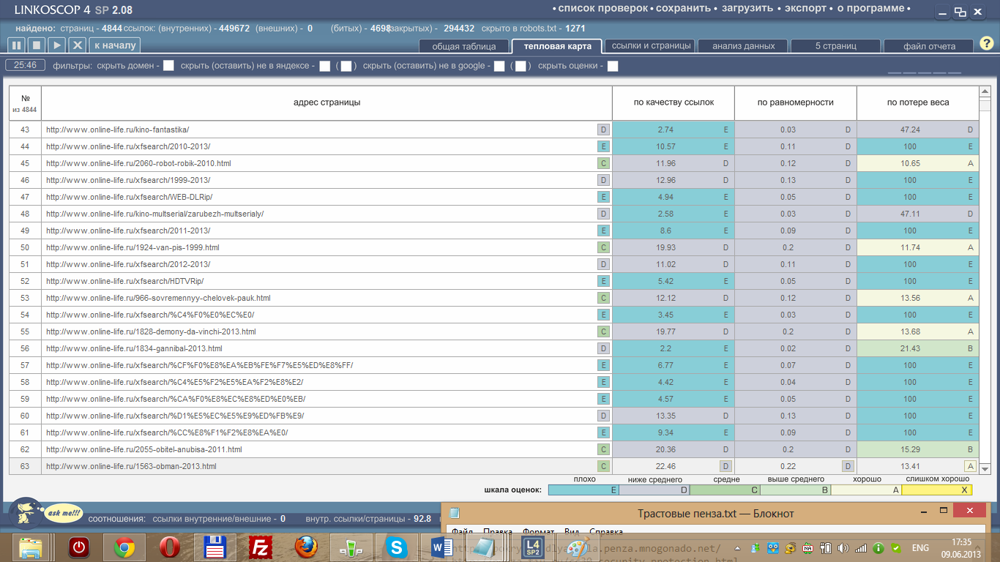 LINKOSCOP 4 SP 2.08
• список проверок • сохранить • загрузить • экспорт • о программе •
найдено: страниц - 4844 ссылок: (внутренних) - 449672 (внешних) - 0 (битых) - 4698 закрытых) - 294432 скрыто в robots.txt - 1271
к началу
общая таблица тепловая карта ссылки и страницы анализ данных 5 страниц файл отчета ?
25:46 фильтры: скрыть домен - скрыть (оставить) не в яндексе - ( ) скрыть (оставить) не в google - ( ) скрыть оценки -
№ из 4844 адрес страницы по качеству ссылок по равномерности по потере веса
43 http://www.online-life.ru/kino-fantastika/ D 2.74 E 0.03 D 47.24 D
44 http://www.online-life.ru/xfsearch/2010-2013/ E 10.57 E 0.11 D 100 E
45 http://www.online-life.ru/2060-robot-robik-2010.html C 11.96 D 0.12 D 10.65 A
46 http://www.online-life.ru/xfsearch/1999-2013/ D 12.96 D 0.13 D 100 E
47 http://www.online-life.ru/xfsearch/WEB-DLRip/ E 4.94 E 0.05 D 100 E
48 http://www.online-life.ru/kino-multserial/zarubezh-multserialy/ D 2.58 E 0.03 D 47.11 D
49 http://www.online-life.ru/xfsearch/2011-2013/ E 8.6 E 0.09 D 100 E
50 http://www.online-life.ru/1924-van-pis-1999.html C 19.93 D 0.2 D 11.74 A
51 http://www.online-life.ru/xfsearch/2012-2013/ D 11.02 D 0.11 D 100 E
52 http://www.online-life.ru/xfsearch/HDTVRip/ E 5.42 E 0.05 D 100 E
53 http://www.online-life.ru/966-sovremennyy-chelovek-pauk.html C 12.12 D 0.12 D 13.56 A
54 http://www.online-life.ru/xfsearch/%C4%F0%E0%EC%E0/ E 3.45 E 0.03 D 100 E
55 http://www.online-life.ru/1828-demony-da-vinchi-2013.html C 19.77 D 0.2 D 13.68 A
56 http://www.online-life.ru/1834-gannibal-2013.html D 2.2 E 0.02 D 21.43 B
57 http://www.online-life.ru/xfsearch/%CF%F0%E8%EA%EB%FE%F7%E5%ED%E8%FF/ E 6.77 E 0.07 D 100 E
58 http://www.online-life.ru/xfsearch/%C4%E5%F2%E5%EA%F2%E8%E2/ E 4.42 E 0.04 D 100 E
59 http://www.online-life.ru/xfsearch/%CA%F0%E8%EC%E8%ED%E0%EB/ E 4.57 E 0.05 D 100 E
60 http://www.online-life.ru/xfsearch/%D1%E5%EC%E5%E9%ED%FB%E9/ D 13.35 D 0.13 D 100 E
61 http://www.online-life.ru/xfsearch/%CC%E8%F1%F2%E8%EA%E0/ E 9.34 E 0.09 D 100 E
62 http://www.online-life.ru/2055-obitel-anubisa-2011.html C 20.36 D 0.2 D 15.29 B
63 http://www.online-life.ru/1563-obman-2013.html C 22.46 D 0.22 D 13.41 A
плохо ниже среднего средне выше среднего хорошо слишком хорошо
шкала оценок: E D C B A X
ask me!!! соотношения: ссылки внутренние/внешние - 0 внутр. ссылки/страницы - 92.8
Трастовые пенза.txt — Блокнот
Файл Правка Формат Вид Справка
.penza.mnogonado.net/
L4 SP2
ENG 17:35
09.06.2013